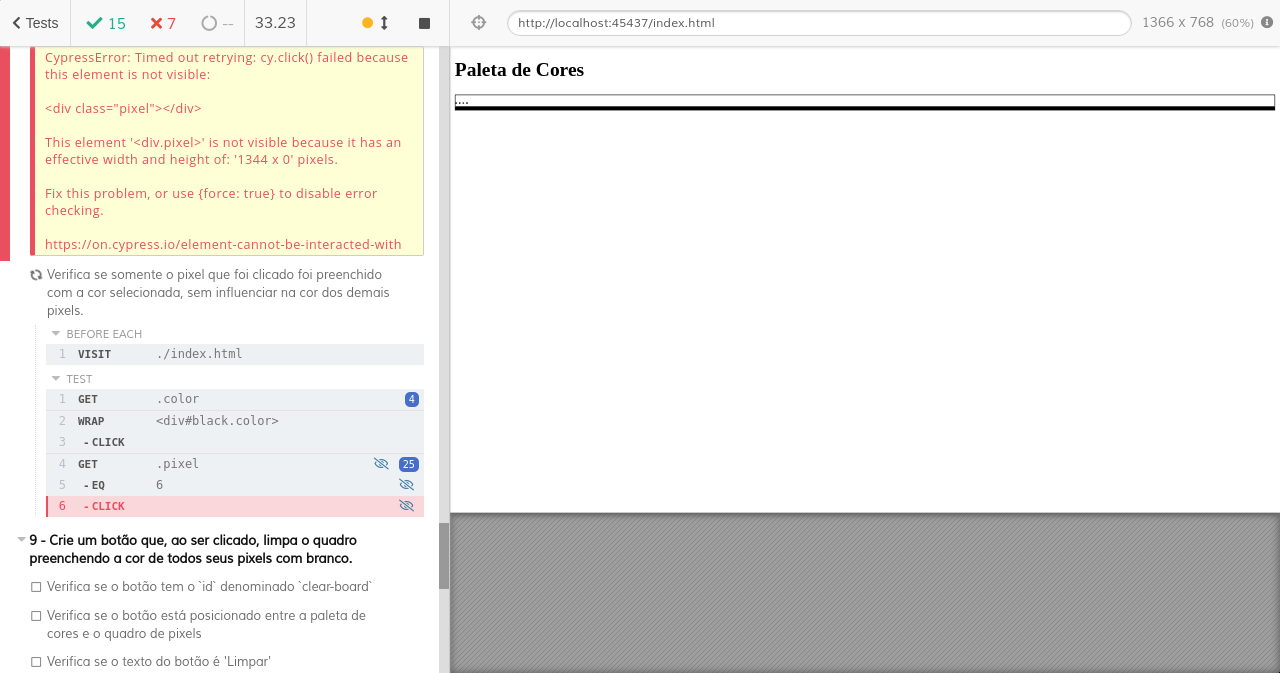 Tests 15 7 -- 33.23
http://localhost:45437/index.html 1366 x 768 (60%)
CypressError: Timed out retrying: cy.click() failed because
this element is not visible:
<div class="pixel"></div>
This element '<div.pixel>' is not visible because it has an
effective width and height of: '1344 x 0' pixels.
Fix this problem, or use {force: true} to disable error
checking.
https://on.cypress.io/element-cannot-be-interacted-with
Verifica se somente o pixel que foi clicado foi preenchido
com a cor selecionada, sem influenciar na cor dos demais
pixels.
BEFORE EACH
1 VISIT ./index.html
TEST
1 GET .color 4
2 WRAP <div#black.color>
3 -CLICK
4 GET .pixel 25
5 -EQ 6
6 -CLICK
9 - Crie um botão que, ao ser clicado, limpa o quadro
preenchendo a cor de todos seus pixels com branco.
Verifica se o botão tem o `id` denominado `clear-board`
Verifica se o botão está posicionado entre a paleta de
cores e o quadro de pixels
Verifica se o texto do botão é 'Limpar'
Paleta de Cores
....